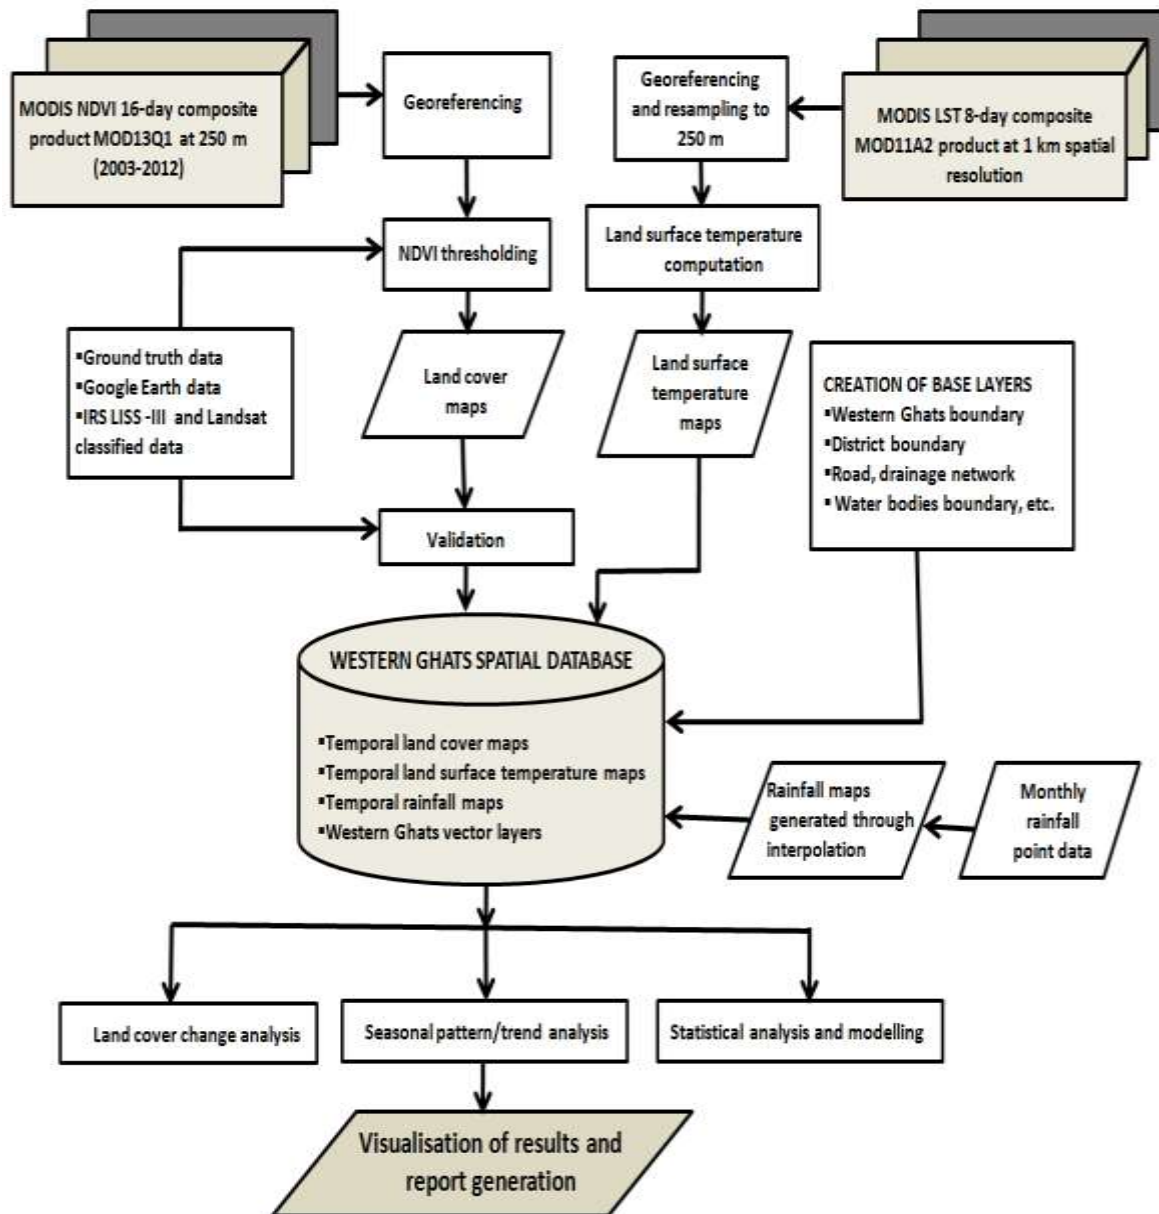 MODIS NDVI 16-day composite
product MOD13Q1 at 250 m
(2003-2012)
Georeferencing
Georeferencing
and resampling to
250 m
MODIS LST 8-day composite
MOD11A2 product at 1 km spatial
resolution
NDVI thresholding
Land surface temperature
computation
▪Ground truth data
▪Google Earth data
▪IRS LISS -III and Landsat
classified data
Land cover
maps
Land surface
temperature
maps
CREATION OF BASE LAYERS
▪Western Ghats boundary
▪District boundary
▪Road, drainage network
▪ Water bodies boundary, etc.
Validation
WESTERN GHATS SPATIAL DATABASE
▪Temporal land cover maps
▪Temporal land surface temperature maps
▪Temporal rainfall maps
▪Western Ghats vector layers
Rainfall maps
generated through
interpolation
Monthly
rainfall
point data
Land cover change analysis
Seasonal pattern/trend analysis
Statistical analysis and modelling
Visualisation of results and
report generation